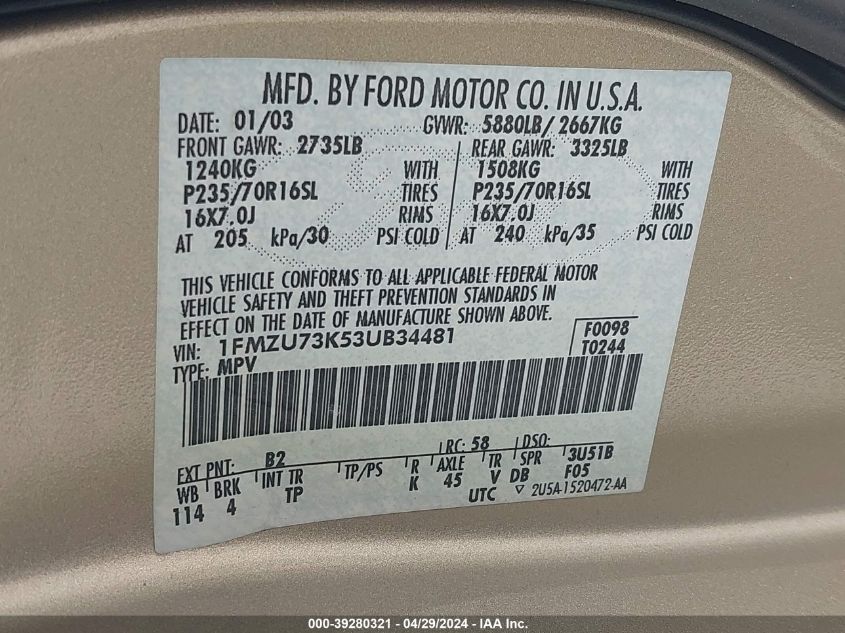 MFD. BY FORD MOTOR CO. IN U.S.A.
DATE: 01/03 GVWR: 5880LB/ 2667KG
FRONT GAWR: 2735LB REAR GAWR: 3325LB
1240KG WITH 1508KG WITH
P235/70R16SL TIRES P235/70R16SL TIRES
16X7.0J RIMS 16X7.0J RIMS
AT 205 kPa/30 PSI COLD AT 240 kPa/35 PSI COLD
THIS VEHICLE CONFORMS TO ALL APPLICABLE FEDERAL MOTOR
VEHICLE SAFETY AND THEFT PREVENTION STANDARDS IN
EFFECT ON THE DATE OF MANUFACTURE SHOWN ABOVE.
VIN: 1FMZU73K53UB34481 F0098
TYPE: MPV T0244
EXT PNT: B2 RC: 58 DSO:
WB BRK INT TR TP/PS R AXLE TR SPR 3U51B
114 4 TP K 45 V DB F05
UTC ▽ 2U5A-1520472-AA
000-39280321 - 04/29/2024 - IAA Inc.